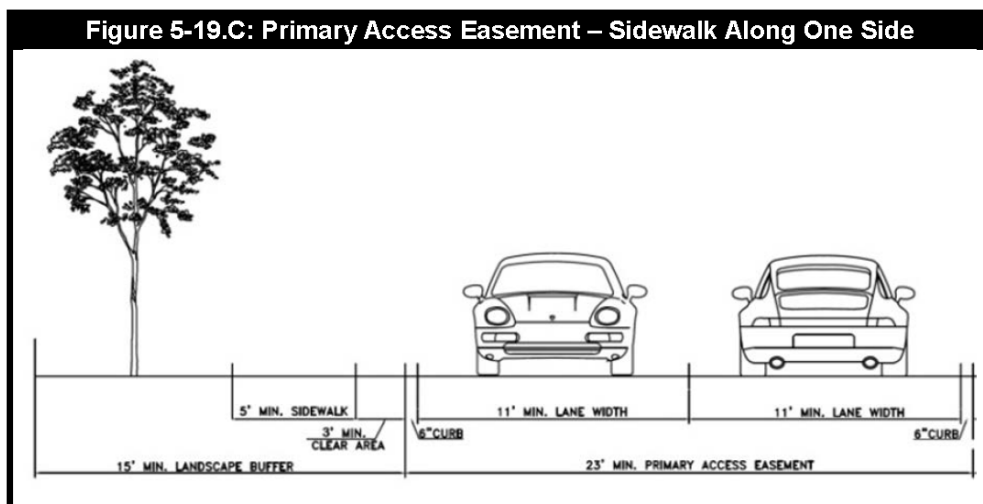 Figure 5-19.C: Primary Access Easement – Sidewalk Along One Side
5' MIN. SIDEWALK
3' MIN.
CLEAR AREA
6"CURB
11' MIN. LANE WIDTH
11' MIN. LANE WIDTH
6"CURB
15' MIN. LANDSCAPE BUFFER
23' MIN. PRIMARY ACCESS EASEMENT